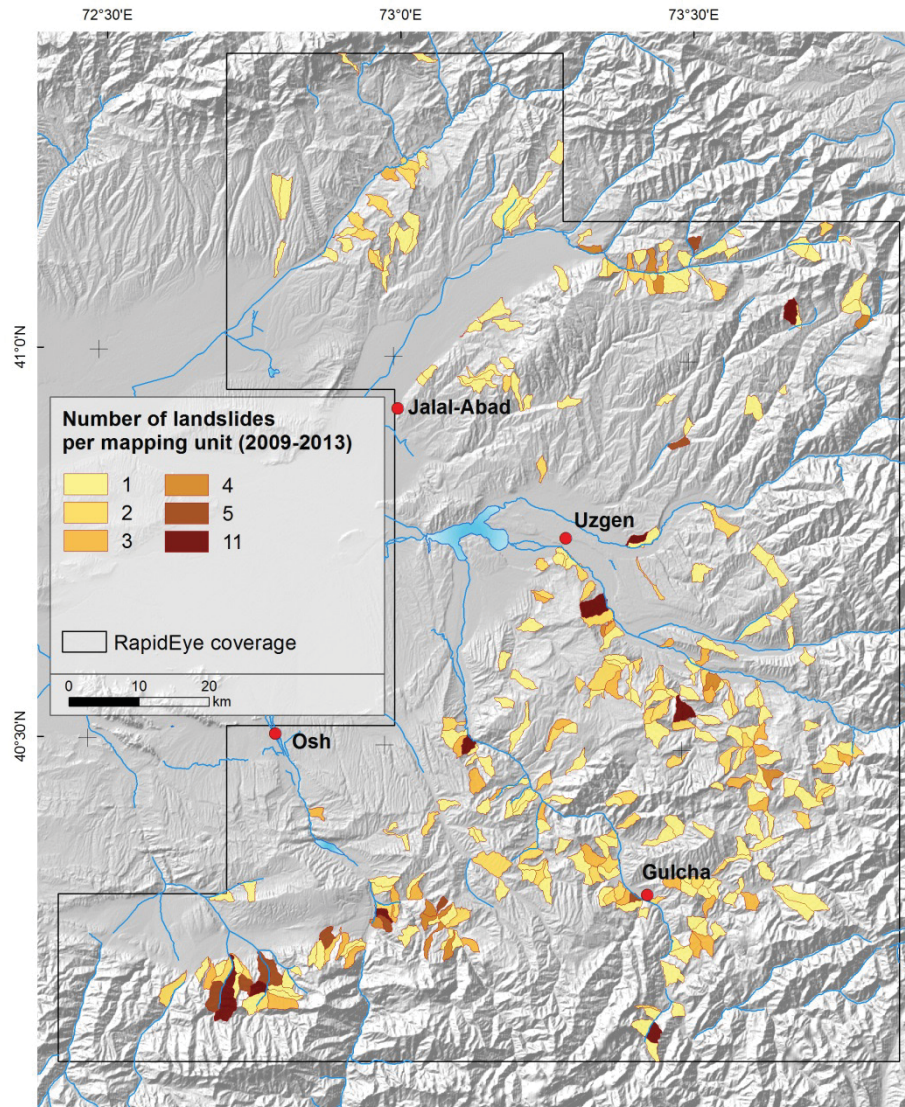 72°30'E
73°0'E
73°30'E
41°0'N
40°30'N
Number of landslides
per mapping unit (2009-2013)
1
4
2
5
3
11
RapidEye coverage
0
10
20
km
Jalal-Abad
Uzgen
Osh
Gulcha